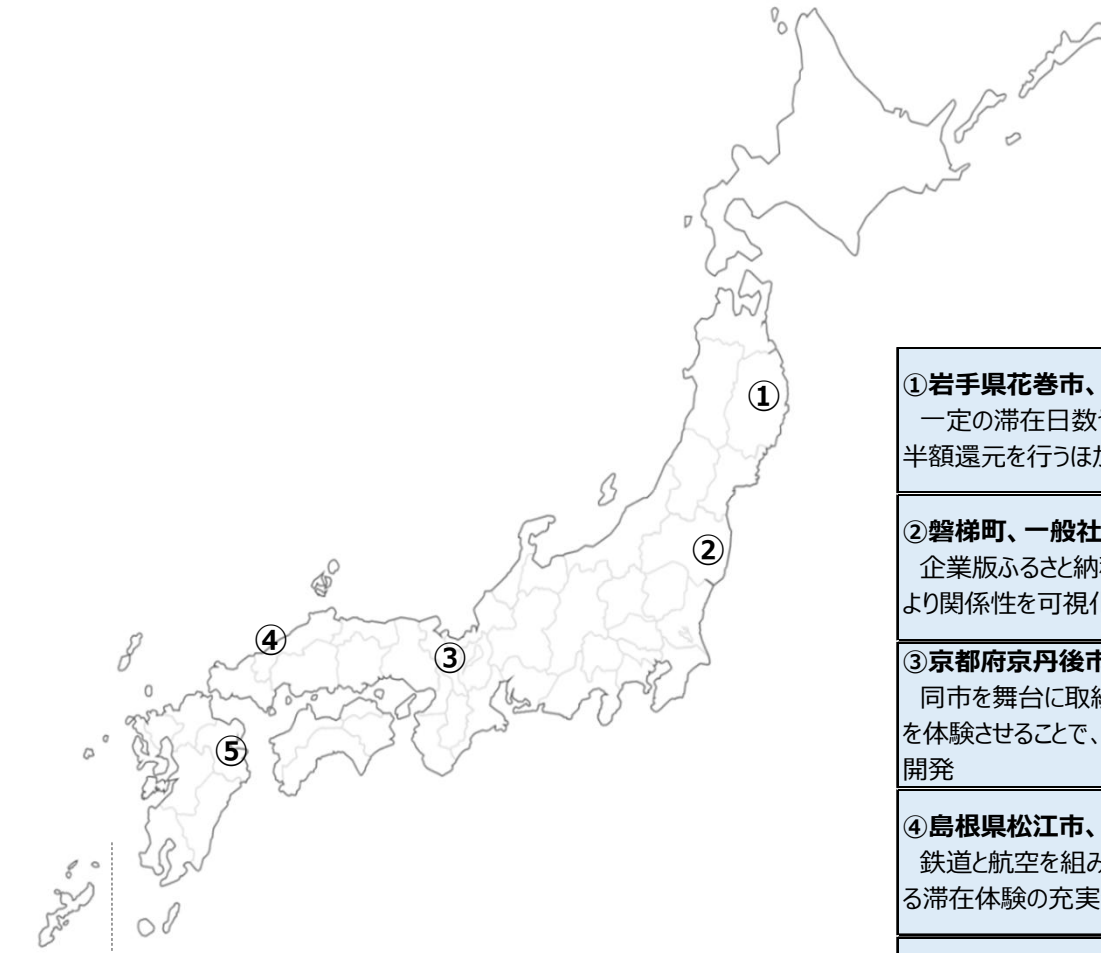 ①
②
③
④
⑤
①岩手県花巻市、
一定の滞在日数
半額還元を行うほか
②磐梯町、一般社
企業版ふるさと納
より関係性を可視化
③京都府京丹後市
同市を舞台に取組
を体験させることで、
開発
④島根県松江市、
鉄道と航空を組み
る滞在体験の充実